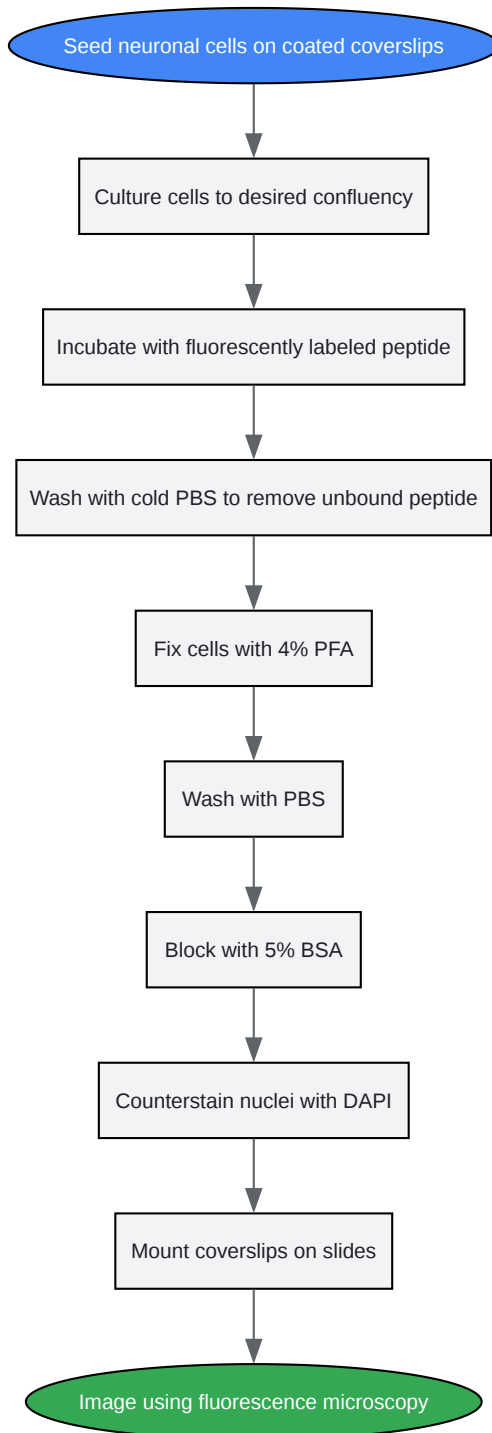 Seed neuronal cells on coated coverslips
Culture cells to desired confluency
Incubate with fluorescently labeled peptide
Wash with cold PBS to remove unbound peptide
Fix cells with 4% PFA
Wash with PBS
Block with 5% BSA
Counterstain nuclei with DAPI
Mount coverslips on slides
Image using fluorescence microscopy